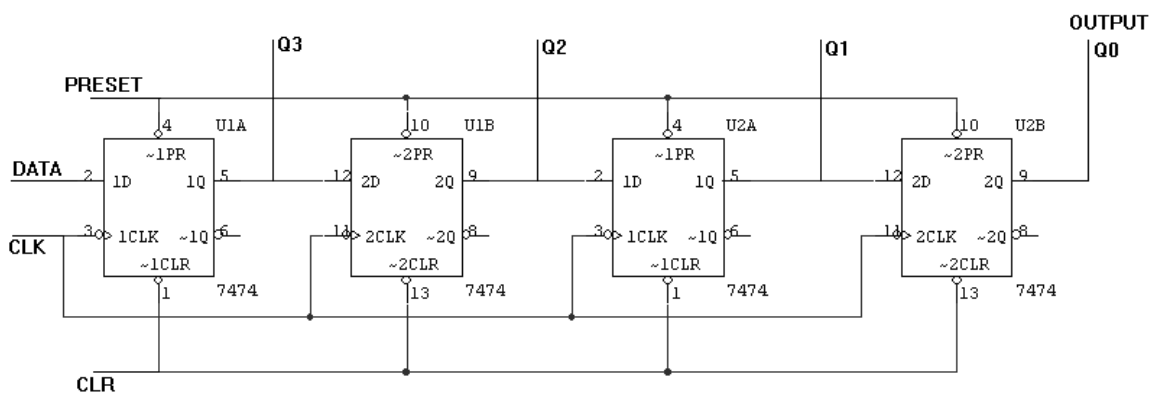 OUTPUT
Q3 Q2 Q1 Q0
PRESET
4 U1A 10 U1B 4 U2A 10 U2B
~1PR ~2PR ~1PR ~2PR
DATA 2 1D 1Q 5 12 2D 2Q 9 2 1D 1Q 5 12 2D 2Q 9
CLK 3 1CLK ~1Q 6 11 2CLK ~2Q 8 3 1CLK ~1Q 6 11 2CLK ~2Q 8
~1CLR ~2CLR ~1CLR ~2CLR
1 7474 13 7474 1 7474 13 7474
CLR